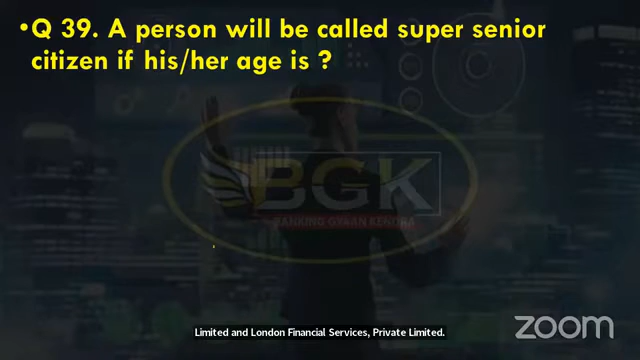 •Q 39. A person will be called super senior
citizen if his/her age is ?
BGK
BANKING GYAAN KENDRA
Limited and London Financial Services, Private Limited.
zoom